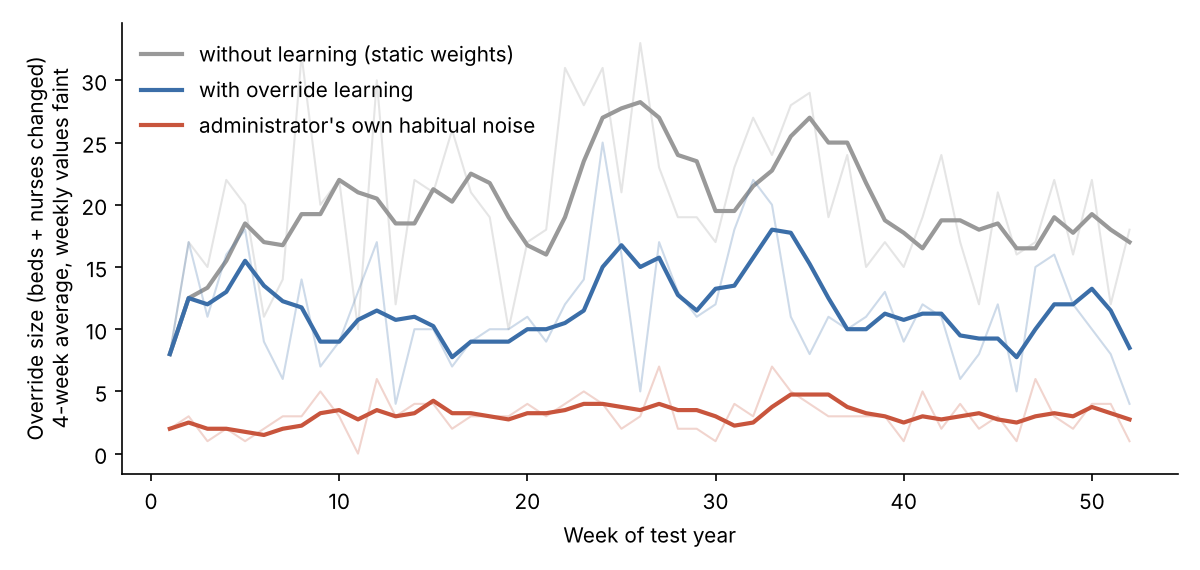 Override size (beds + nurses changed)
4-week average, weekly values faint
without learning (static weights)
with override learning
administrator's own habitual noise
30
25
20
15
10
5
0
0
10
20
30
40
50
Week of test year